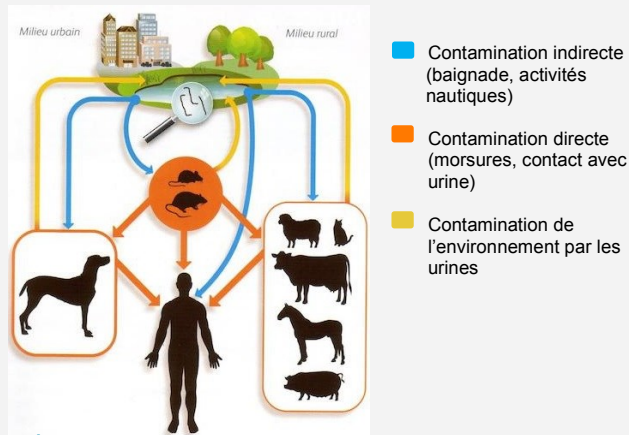 Milieu urbain
Milieu rural
Contamination indirecte
(baignade, activités
nautiques)
Contamination directe
(morsures, contact avec
urine)
Contamination de
l’environnement par les
urines